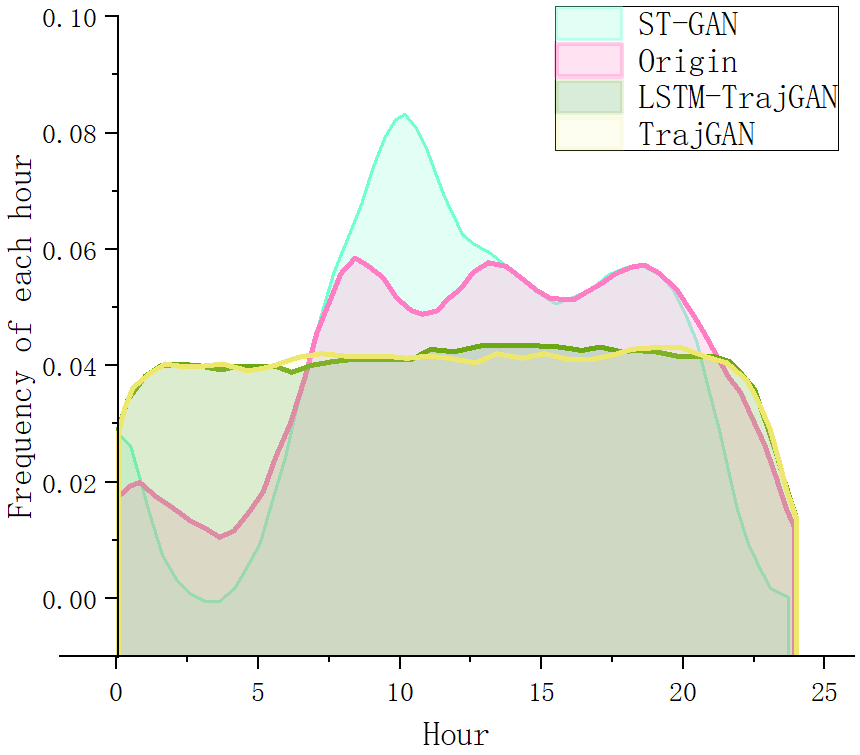 ST-GAN
Origin
LSTM-TrajGAN
TrajGAN
0.10
0.08
0.06
0.04
0.02
0.00
Frequency of each hour
0 5 10 15 20 25
Hour